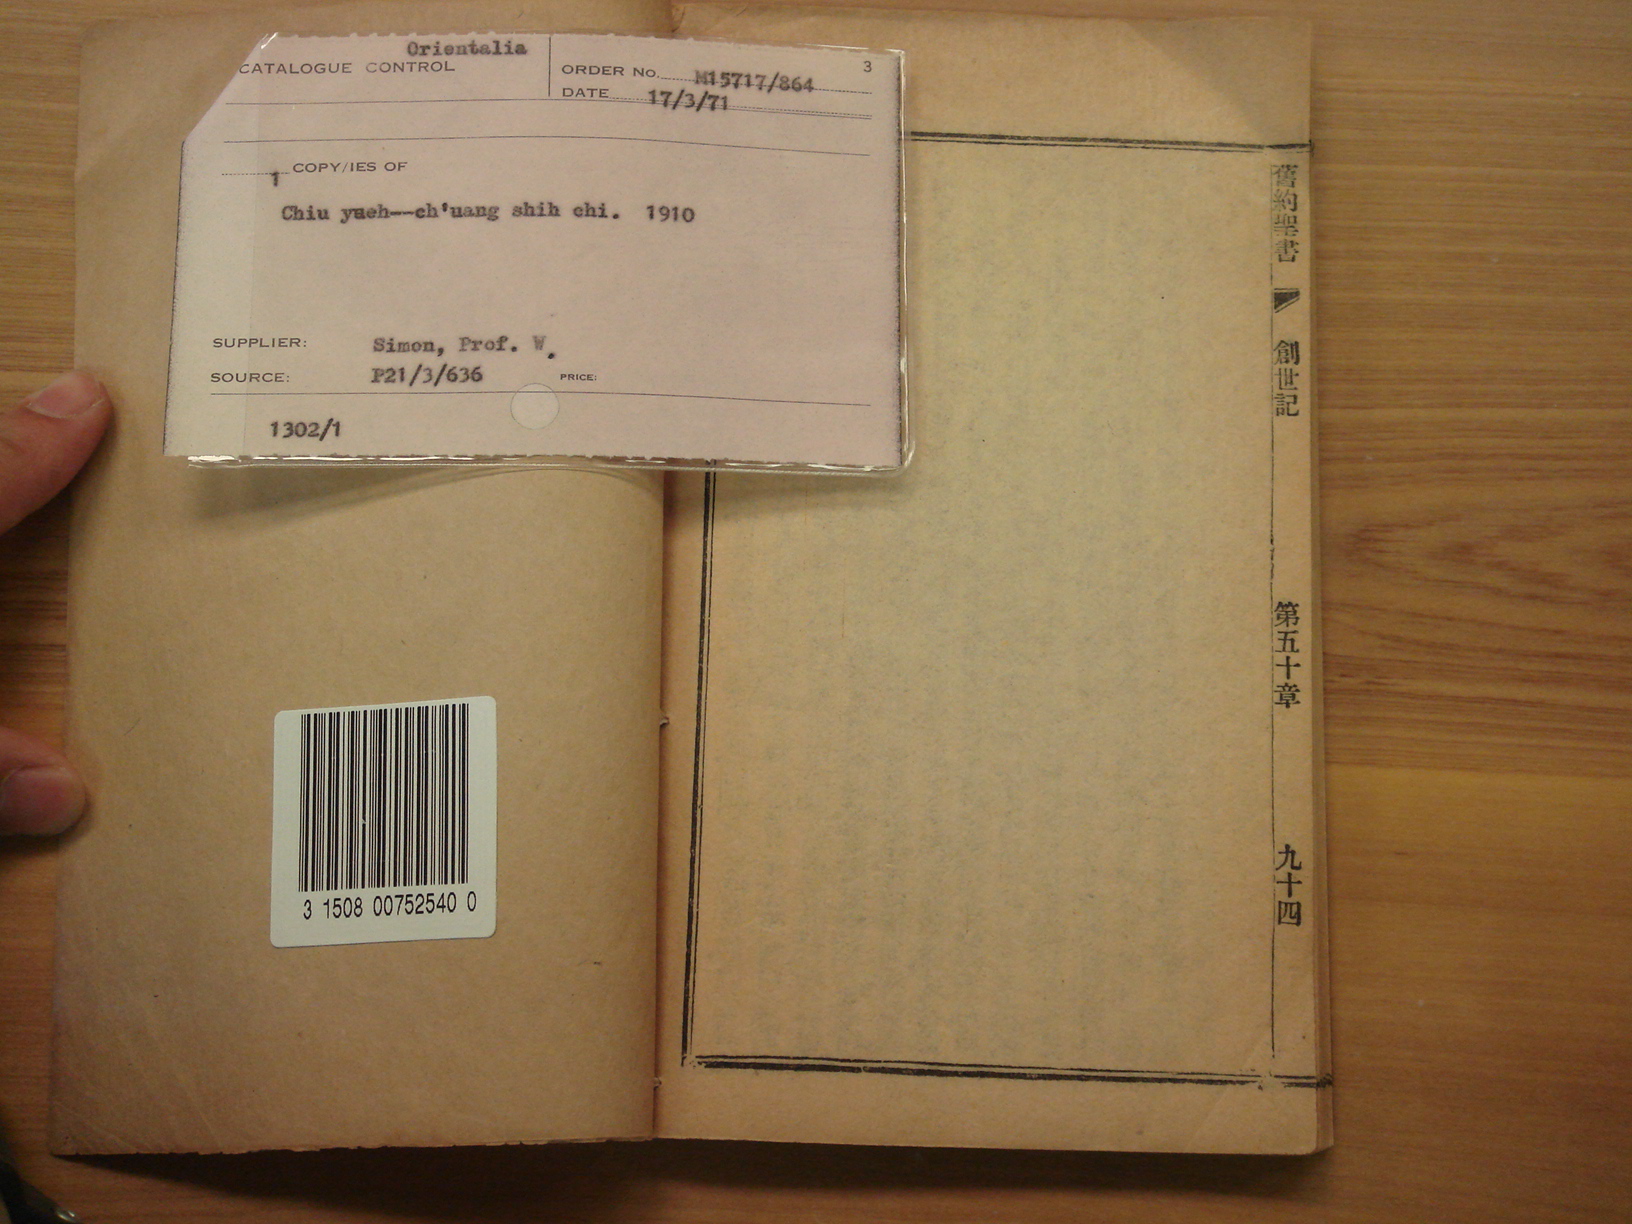 Orientalia
CATALOGUE CONTROL
ORDER No. M15717/864
3
DATE 17/3/71
1 COPY/IES OF
Chiu yueh--ch'uang shih chi. 1910
SUPPLIER: Simon, Prof. W.
SOURCE: P21/3/636 PRICE:
1302/1
3 1508 00752540 0
舊約聖書
創世記
第五十章
九十四